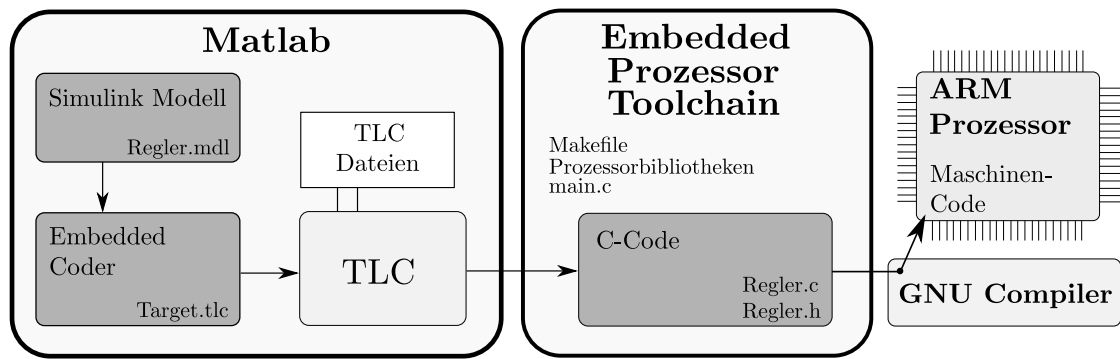 Matlab
Simulink Modell
Regler.mdl
Embedded
Coder
Target.tlc
TLC
Dateien
TLC
Embedded
Prozessor
Toolchain
Makefile
Prozessorbibliotheken
main.c
C-Code
Regler.c
Regler.h
ARM
Prozessor
Maschinen-
Code
GNU Compiler